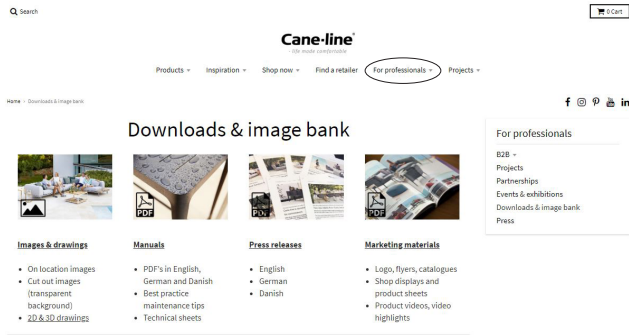 Search
0 Cart
Cane-line®
- life made comfortable
Products
Inspiration
Shop now
Find a retailer
For professionals
Projects
Home › Downloads & image bank
Downloads & image bank
PDF
PDF
PDF
Images & drawings
Manuals
Press releases
Marketing materials
On location images
Cut out images
(transparent
background)
2D & 3D drawings
PDF's in English,
German and Danish
Best practice
maintenance tips
Technical sheets
English
German
Danish
Logo, flyers, catalogues
Shop displays and
product sheets
Product videos, video
highlights
For professionals
B2B
Projects
Partnerships
Events & exhibitions
Downloads & image bank
Press